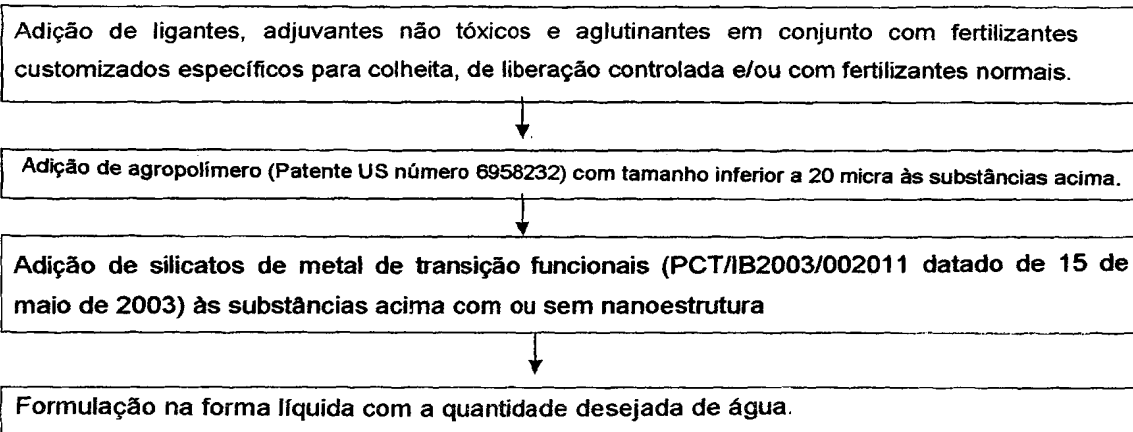 Adição de ligantes, adjuvantes não tóxicos e aglutinantes em conjunto com fertilizantes
customizados específicos para colheita, de liberação controlada e/ou com fertilizantes normais.
Adição de agropolímero (Patente US número 6958232) com tamanho inferior a 20 micra às substâncias acima.
Adição de silicatos de metal de transição funcionais (PCT/IB2003/002011 datado de 15 de
maio de 2003) às substâncias acima com ou sem nanoestrutura
Formulação na forma líquida com a quantidade desejada de água.